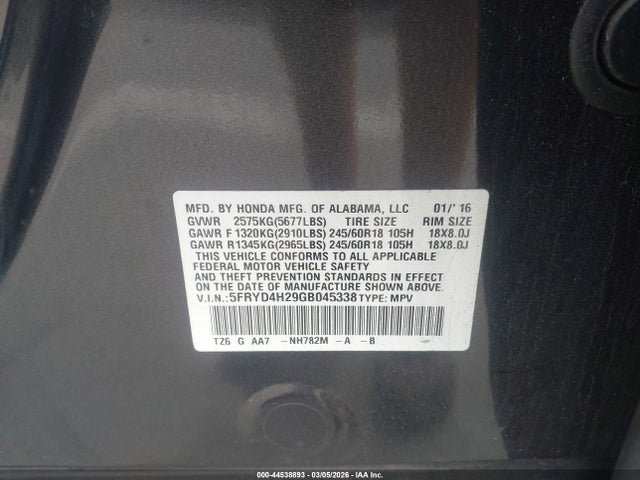 MFD. BY HONDA MFG. OF ALABAMA, LLC 01/'16
GVWR 2575KG(5677LBS) TIRE SIZE RIM SIZE
GAWR F 1320KG(2910LBS) 245/60R18 105H 18X8.0J
GAWR R 1345KG(2965LBS) 245/60R18 105H 18X8.0J
THIS VEHICLE CONFORMS TO ALL APPLICABLE
FEDERAL MOTOR VEHICLE SAFETY
AND THEFT PREVENTION STANDARDS IN EFFECT ON
THE DATE OF MANUFACTURE SHOWN ABOVE.
V.I.N.:5FRYD4H29GB045338 TYPE: MPV
TZ6 G AA7 -NH782M -A -B
000-44538893 - 03/05/2026 - IAA Inc.